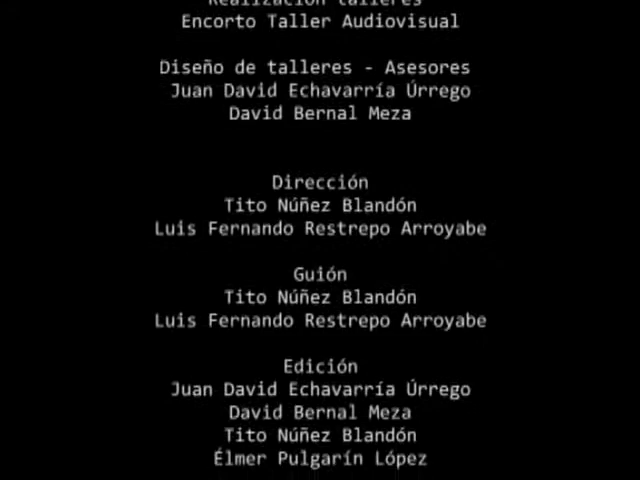 Realización talleres
Encorto Taller Audiovisual
Diseño de talleres - Asesores
Juan David Echavarría Úrrego
David Bernal Meza
Dirección
Tito Núñez Blandón
Luis Fernando Restrepo Arroyabe
Guión
Tito Núñez Blandón
Luis Fernando Restrepo Arroyabe
Edición
Juan David Echavarría Úrrego
David Bernal Meza
Tito Núñez Blandón
Élmer Pulgarín López